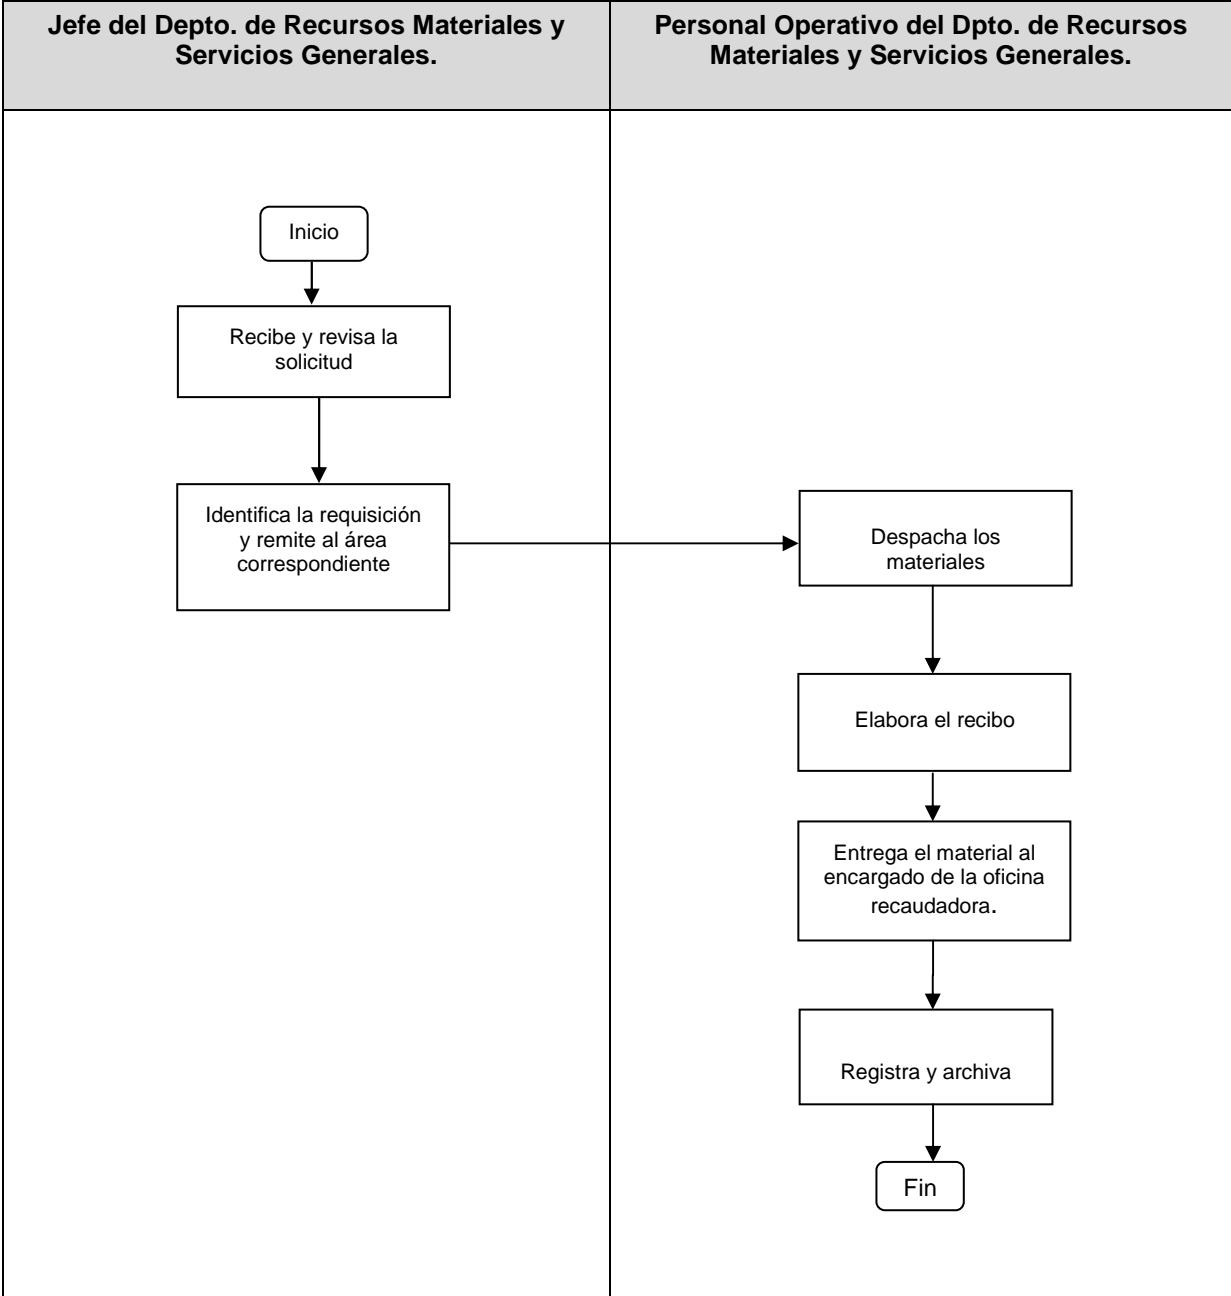 Jefe del Depto. de Recursos Materiales y
Servicios Generales.
Personal Operativo del Dpto. de Recursos
Materiales y Servicios Generales.
Inicio
Recibe y revisa la
solicitud
Identifica la requisición
y remite al área
correspondiente
Despacha los
materiales
Elabora el recibo
Entrega el material al
encargado de la oficina
recaudadora.
Registra y archiva
Fin